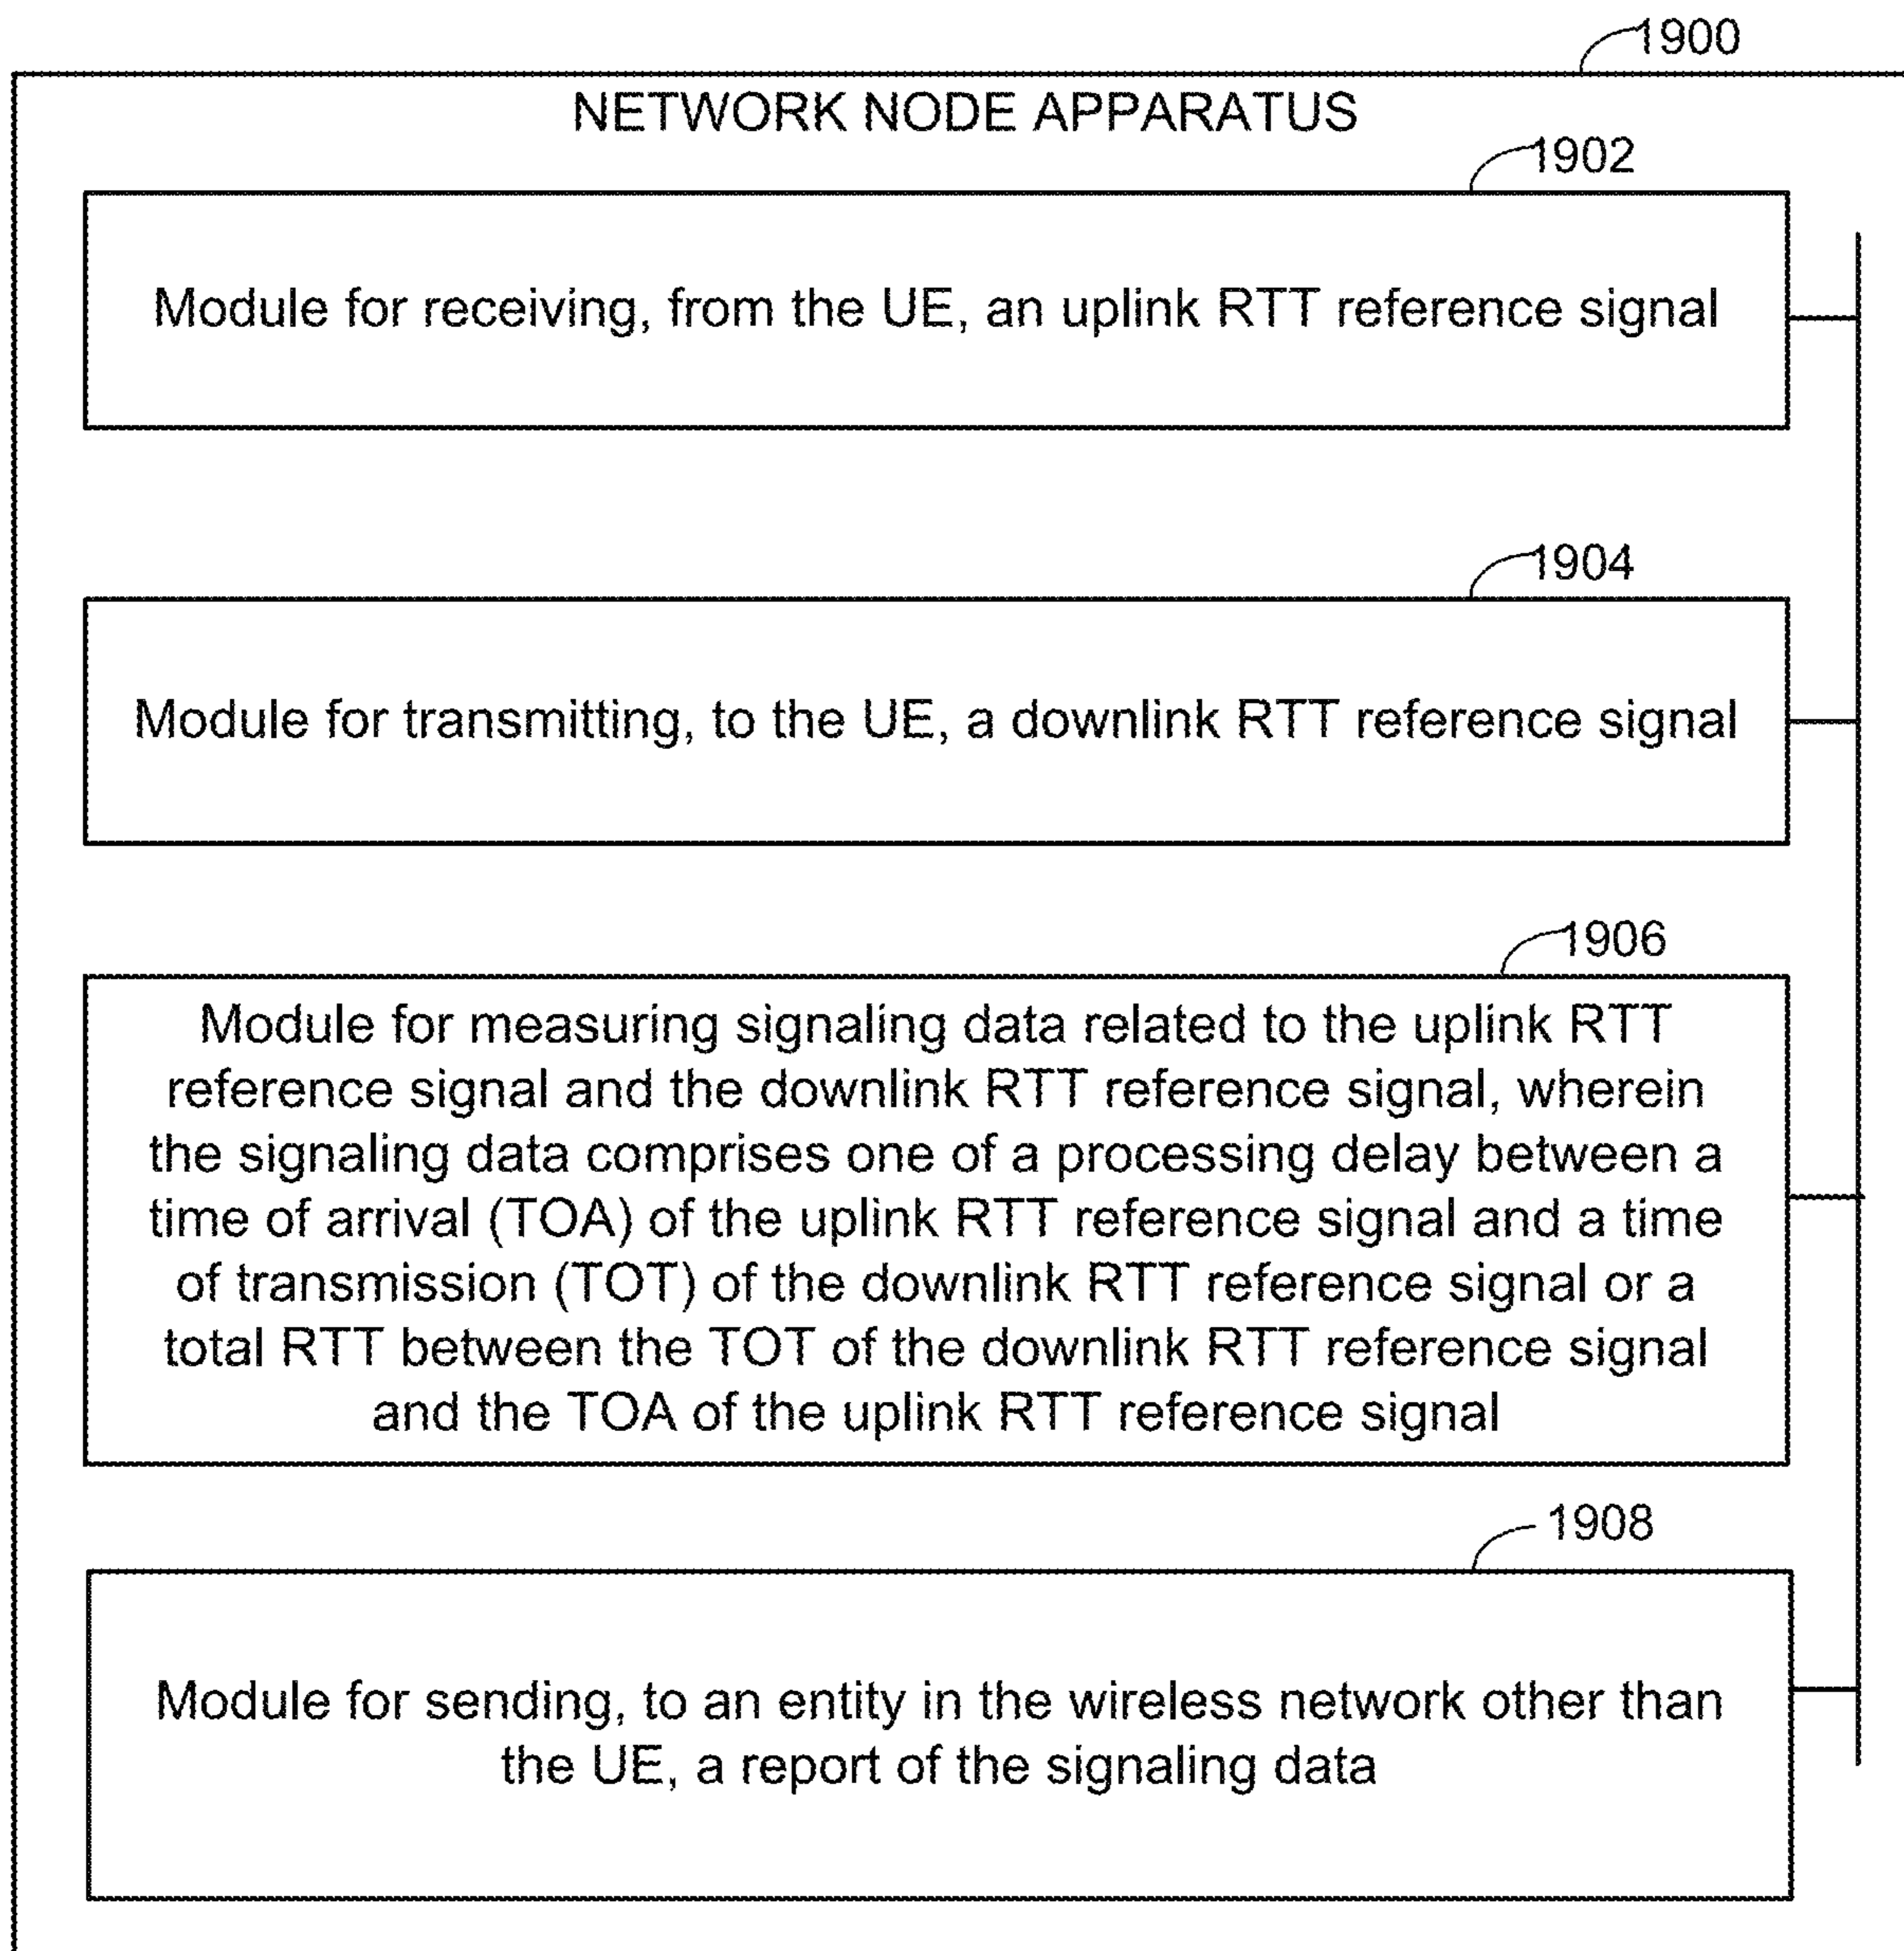 1900
NETWORK NODE APPARATUS
1902
Module for receiving, from the UE, an uplink RTT reference signal
1904
Module for transmitting, to the UE, a downlink RTT reference signal
1906
Module for measuring signaling data related to the uplink RTT
reference signal and the downlink RTT reference signal, wherein
the signaling data comprises one of a processing delay between a
time of arrival (TOA) of the uplink RTT reference signal and a time
of transmission (TOT) of the downlink RTT reference signal or a
total RTT between the TOT of the downlink RTT reference signal
and the TOA of the uplink RTT reference signal
1908
Module for sending, to an entity in the wireless network other than
the UE, a report of the signaling data